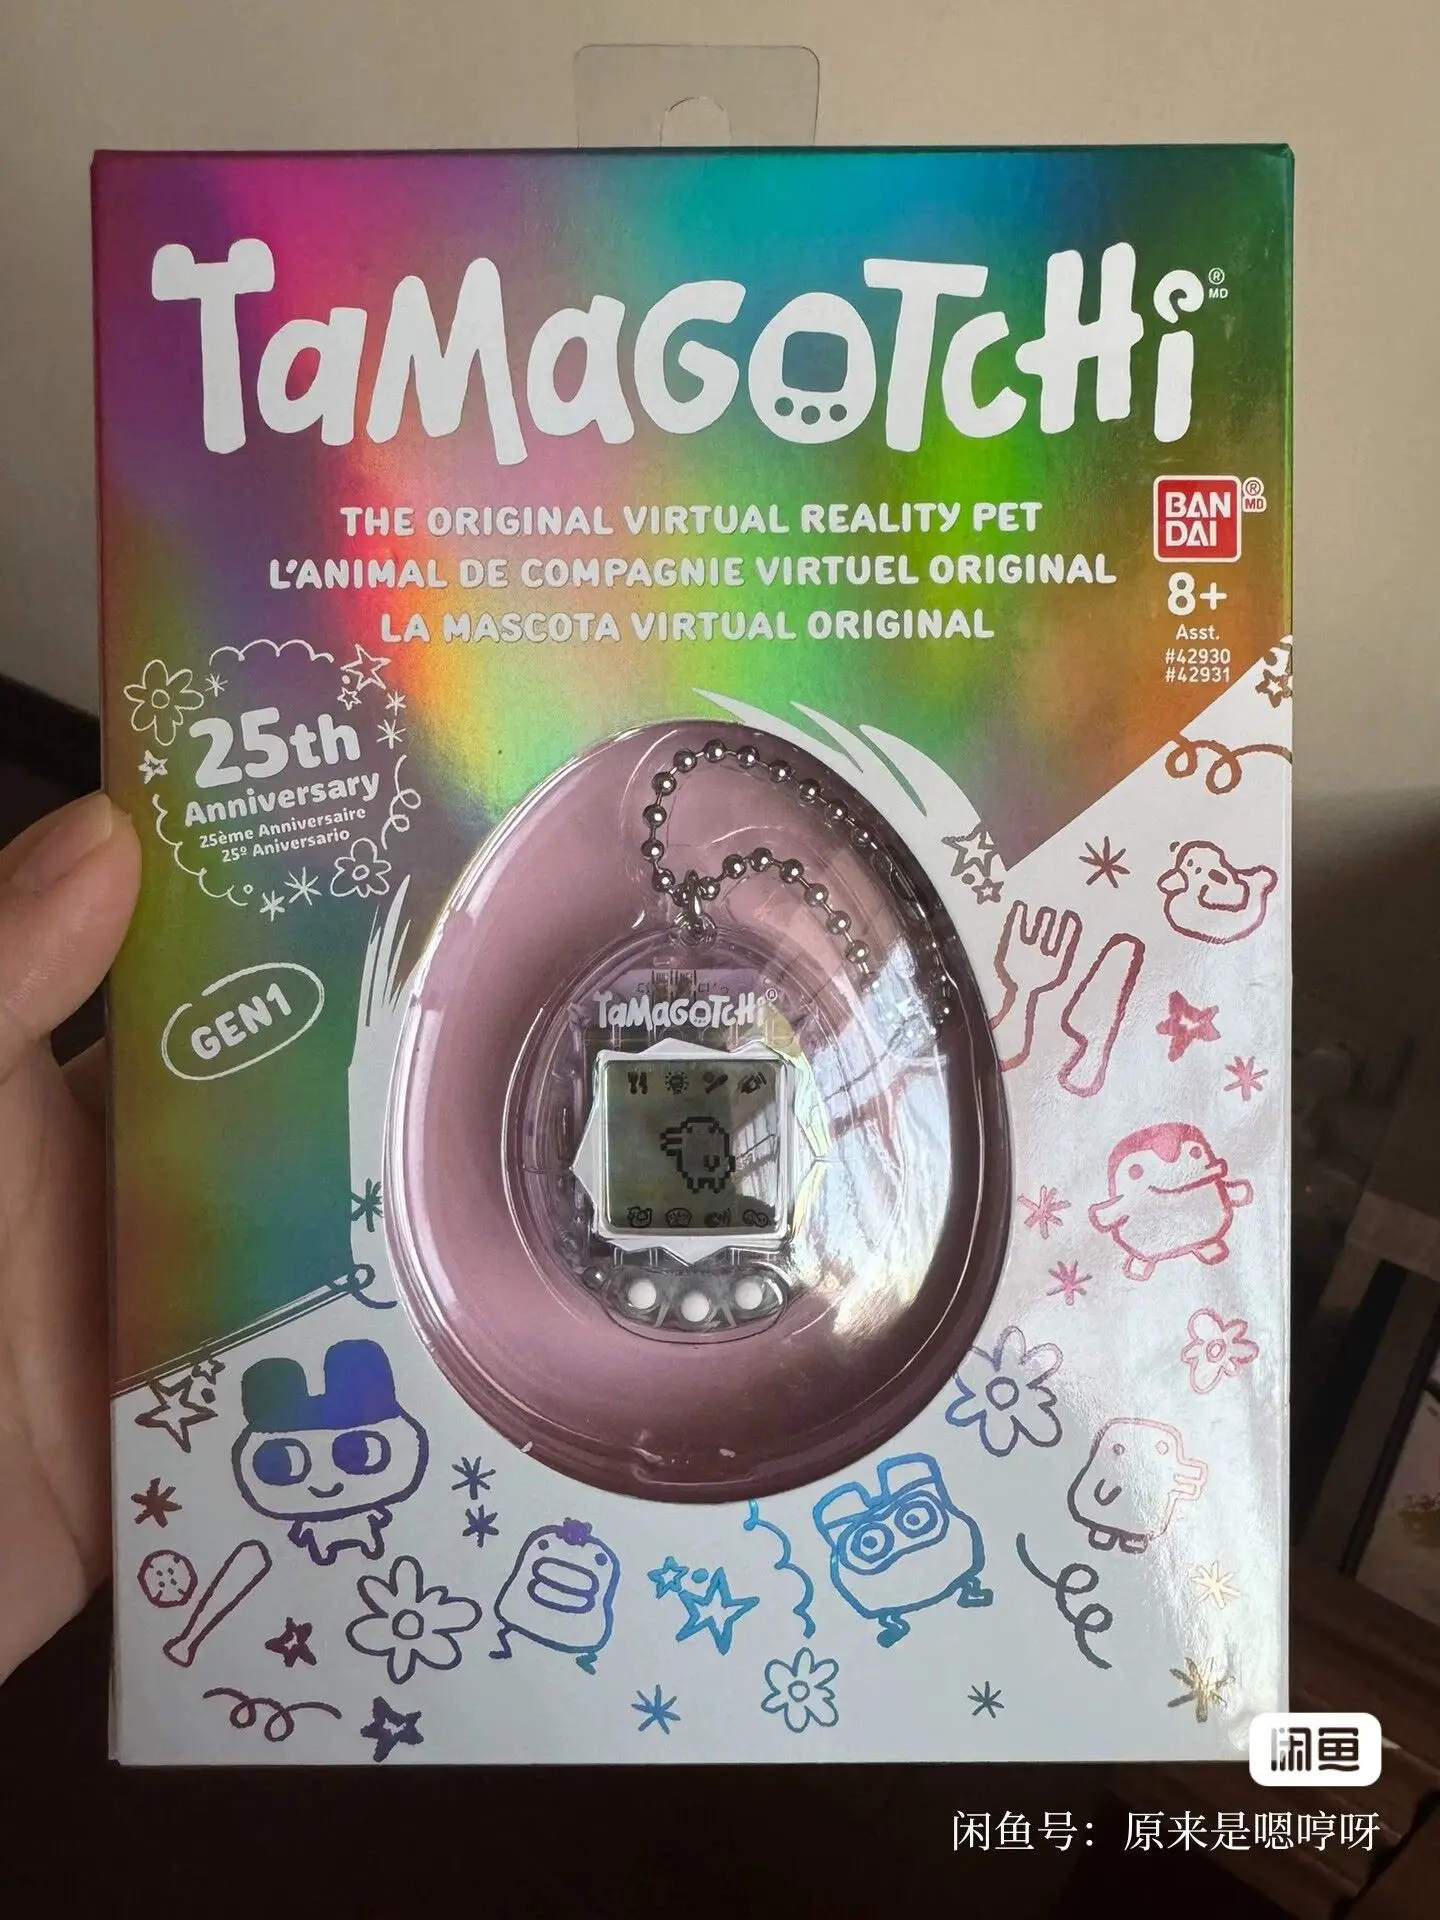 TaMaGOTcHi® MD
THE ORIGINAL VIRTUAL REALITY PET
L'ANIMAL DE COMPAGNIE VIRTUEL ORIGINAL
LA MASCOTA VIRTUAL ORIGINAL
BAN
DAI
® MD
8+
Asst.
#42930
#42931
25th
Anniversary
25ème Anniversaire
25º Aniversario
GEN1
TaMaGOTcHi®
闲鱼
闲鱼号：原来是嗯哼呀